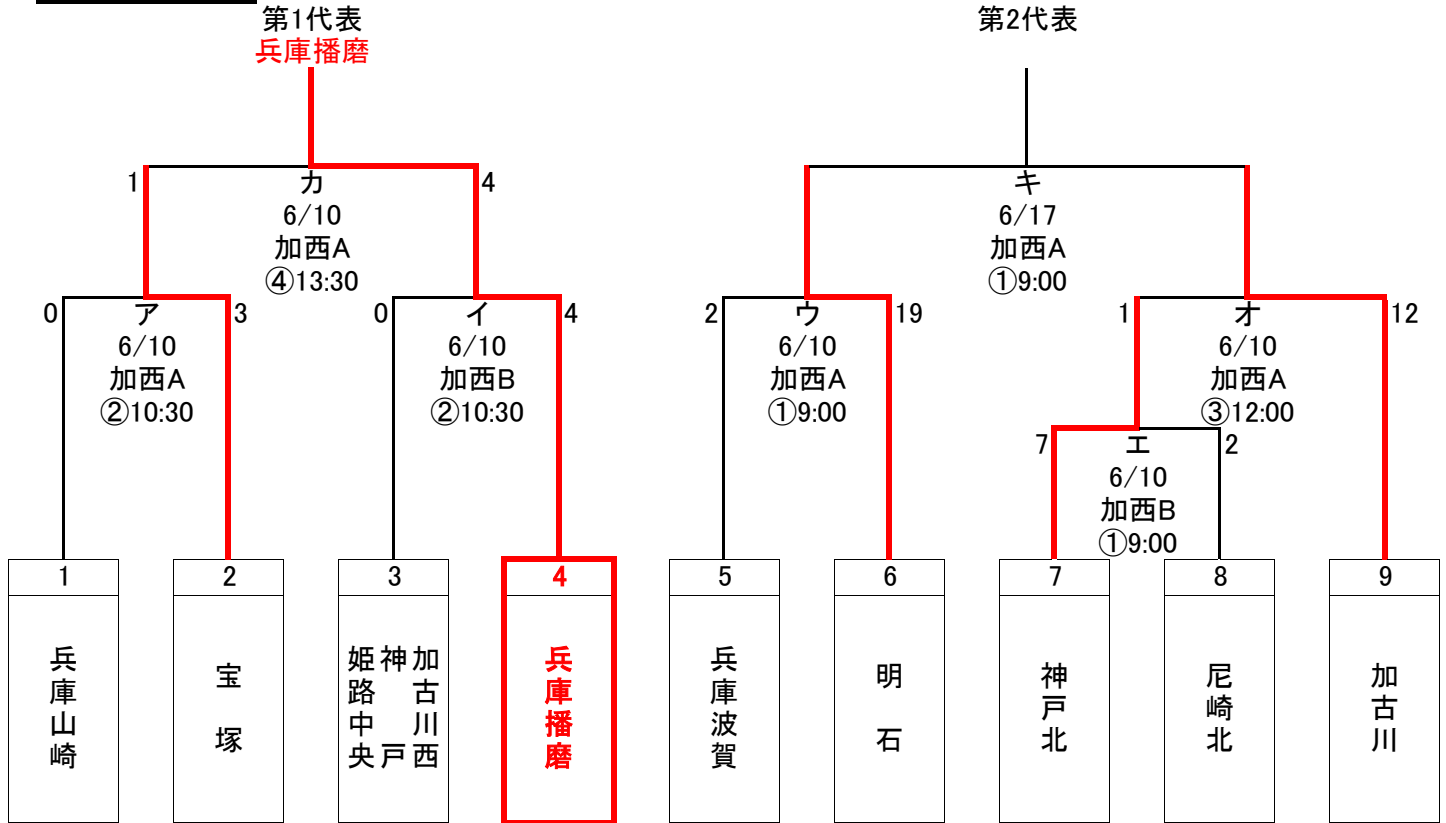 第1代表
兵庫播磨
第2代表
1
カ
4
6/10
加西A
④13:30
キ
6/17
加西A
①9:00
0
ア
3
6/10
加西A
②10:30
0
イ
4
6/10
加西B
②10:30
2
ウ
19
6/10
加西A
①9:00
1
オ
12
6/10
加西A
③12:00
7
エ
2
6/10
加西B
①9:00
1
2
3
4
5
6
7
8
9
兵庫山崎
宝塚
加古川西
神戸
姫路中央
兵庫播磨
兵庫波賀
明石
神戸北
尼崎北
加古川